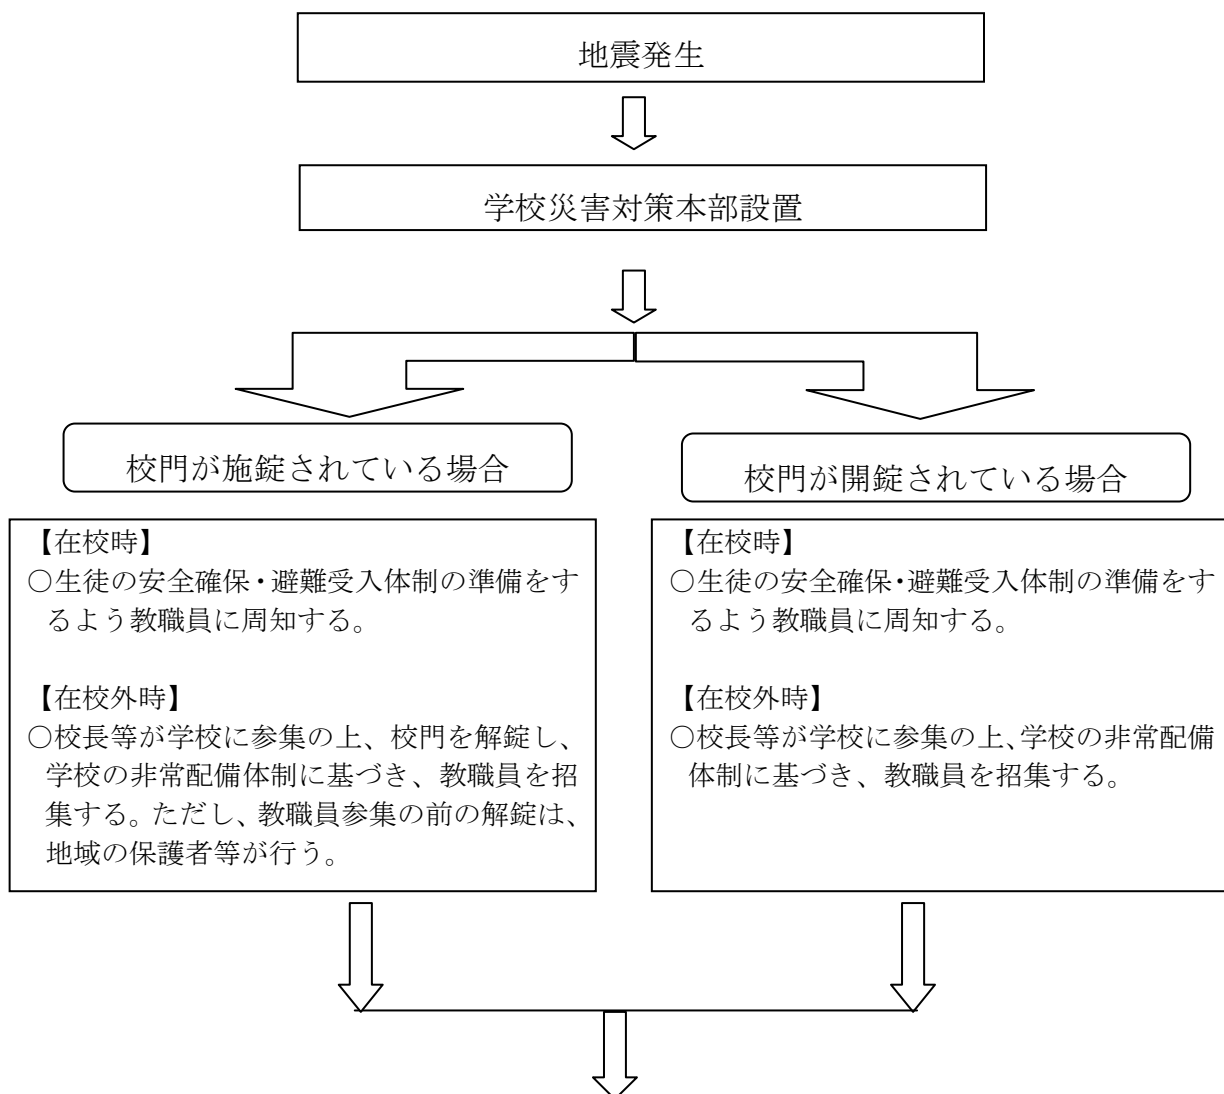 地震発生
学校災害対策本部設置
校門が施錠されている場合
【在校時】
○生徒の安全確保・避難受入体制の準備をす
るよう教職員に周知する。
【在校外時】
○校長等が学校に参集の上、校門を解錠し、
学校の非常配備体制に基づき、教職員を招
集する。ただし、教職員参集の前の解錠は、
地域の保護者等が行う。
校門が開錠されている場合
【在校時】
○生徒の安全確保・避難受入体制の準備をす
るよう教職員に周知する。
【在校外時】
○校長等が学校に参集の上、学校の非常配備
体制に基づき、教職員を招集する。